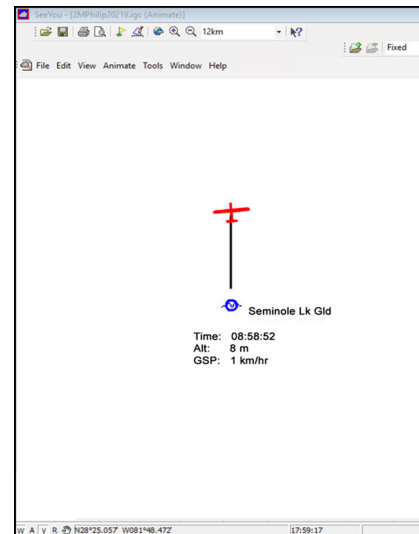 SeeYou - [2MPhilip20219.igc (Animate)]
12km
Fixed
File Edit View Animate Tools Window Help
Seminole Lk Gld
Time: 08:58:52
Alt: 8 m
GSP: 1 km/hr
W A V R N28°25.057' W081°48.472' 17:59:17